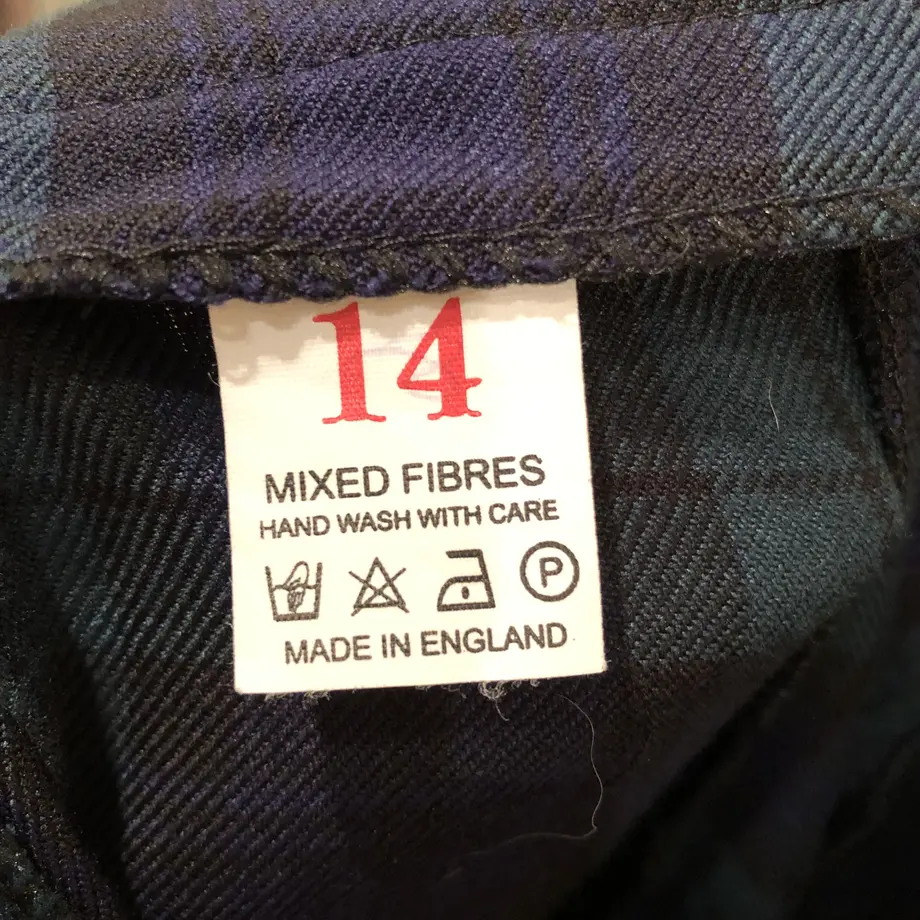 14
MIXED FIBRES
HAND WASH WITH CARE
P
MADE IN ENGLAND